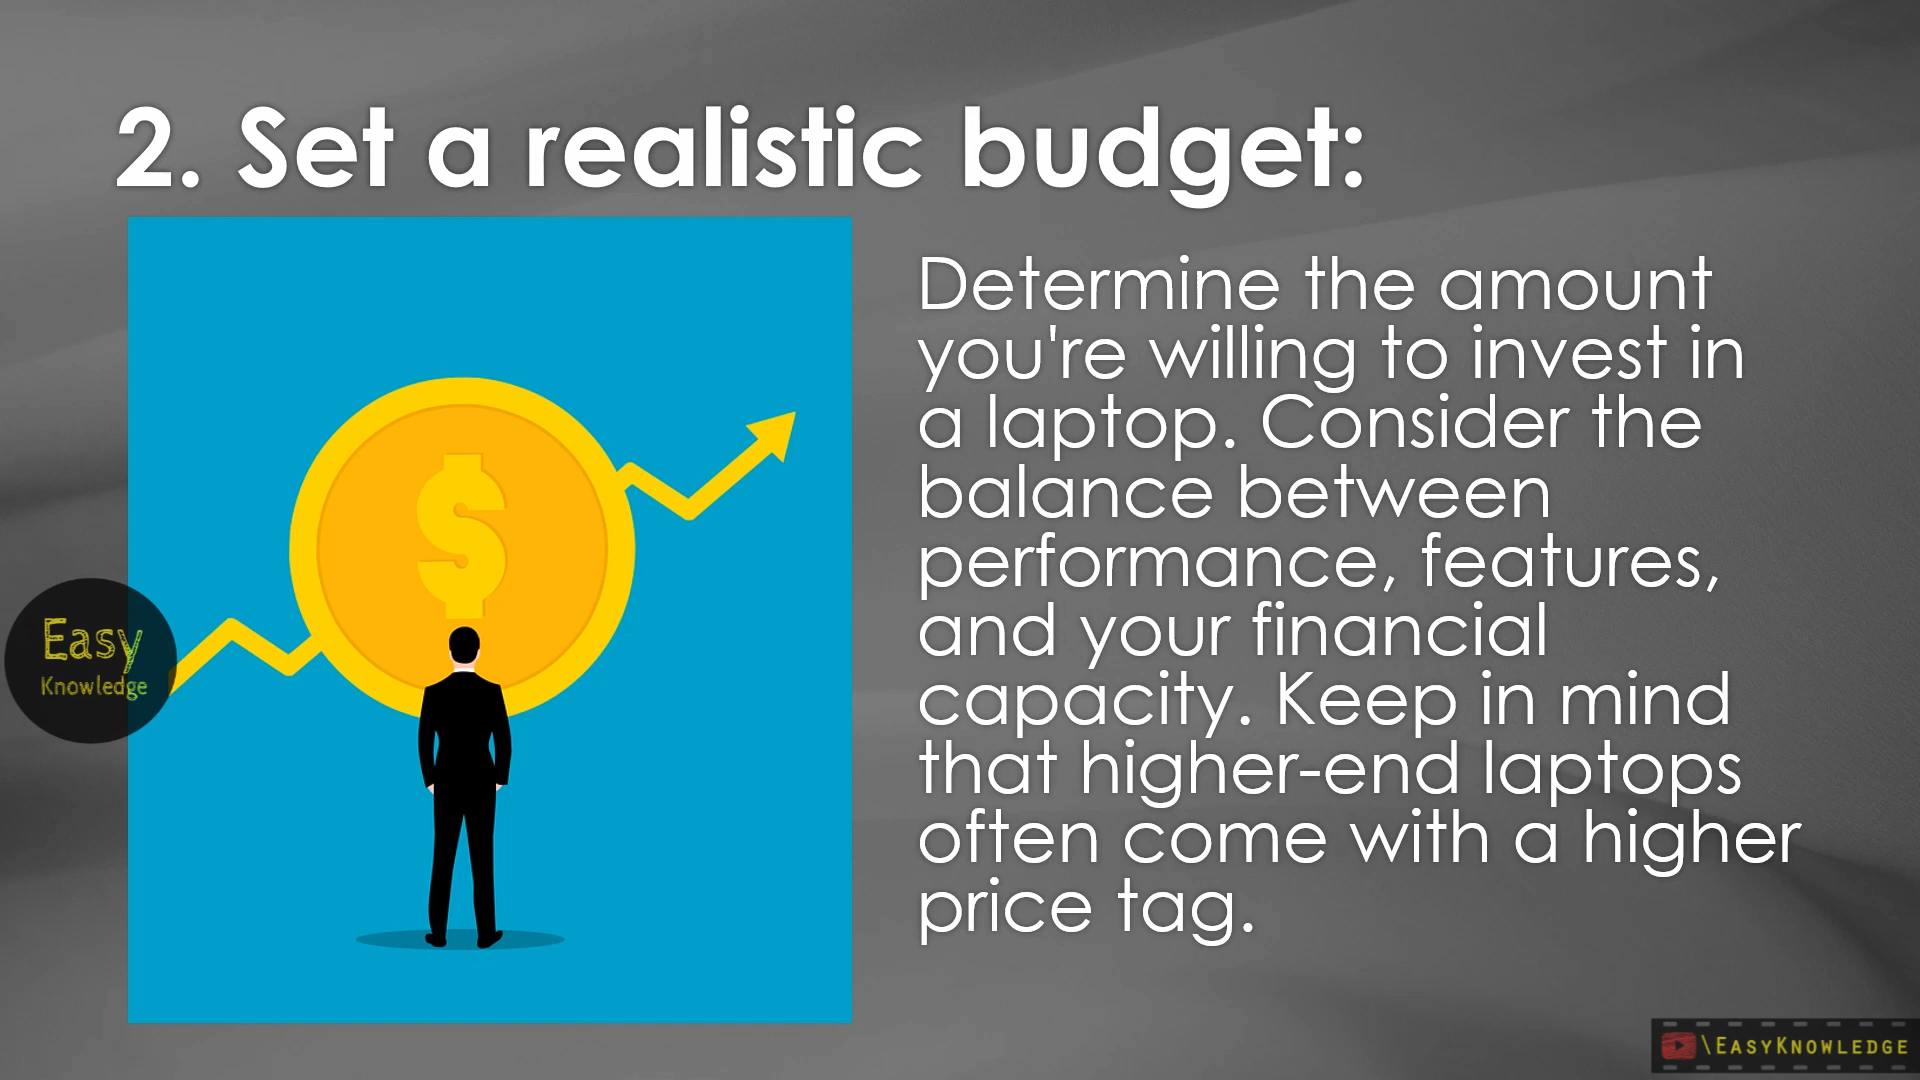 2. Set a realistic budget:
Determine the amount
you're willing to invest in
a laptop. Consider the
balance between
performance, features,
and your financial
capacity. Keep in mind
that higher-end laptops
often come with a higher
price tag.
$
Easy
Knowledge
\EASYKNOWLEDGE